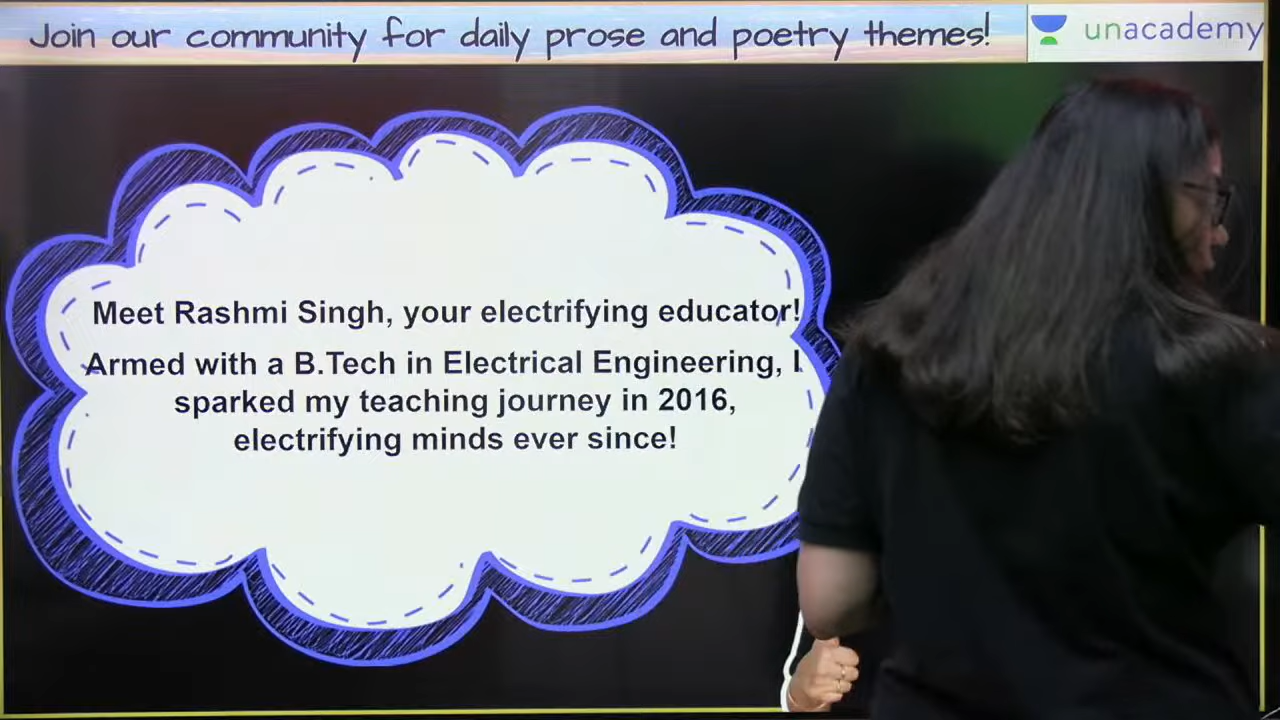 Join our community for daily prose and poetry themes!
unacademy
Meet Rashmi Singh, your electrifying educator!
Armed with a B.Tech in Electrical Engineering, I
sparked my teaching journey in 2016,
electrifying minds ever since!